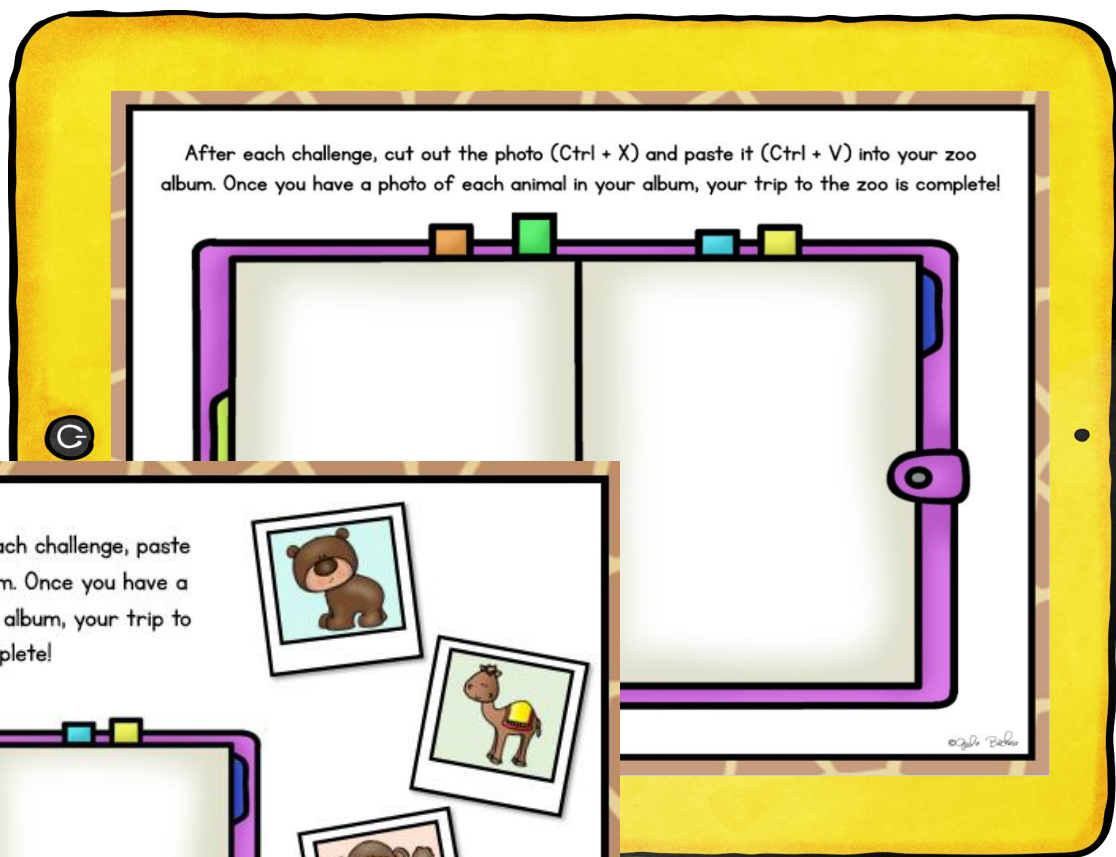 After each challenge, cut out the photo (Ctrl + X) and paste it (Ctrl + V) into your zoo
album. Once you have a photo of each animal in your album, your trip to the zoo is complete!
ach challenge, paste
m. Once you have a
album, your trip to
plete!